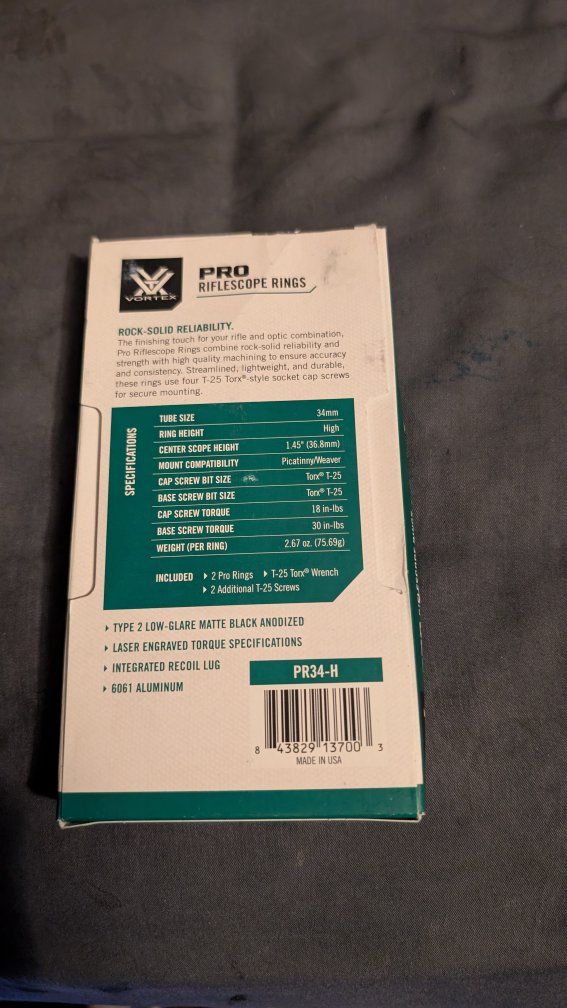 VORTEX
PRO
RIFLESCOPE RINGS
ROCK-SOLID RELIABILITY.
The finishing touch for your rifle and optic combination,
Pro Riflescope Rings combine rock-solid reliability and
strength with high quality machining to ensure accuracy
and consistency. Streamlined, lightweight, and durable,
these rings use four T-25 Torx®-style socket cap screws
for secure mounting.
SPECIFICATIONS
TUBE SIZE 34mm
RING HEIGHT High
CENTER SCOPE HEIGHT 1.45" (36.8mm)
MOUNT COMPATIBILITY Picatinny/Weaver
CAP SCREW BIT SIZE Torx® T-25
BASE SCREW BIT SIZE Torx® T-25
CAP SCREW TORQUE 18 in-lbs
BASE SCREW TORQUE 30 in-lbs
WEIGHT (PER RING) 2.67 oz. (75.69g)
INCLUDED ▸ 2 Pro Rings ▸ T-25 Torx® Wrench
▸ 2 Additional T-25 Screws
▸ TYPE 2 LOW-GLARE MATTE BLACK ANODIZED
▸ LASER ENGRAVED TORQUE SPECIFICATIONS
▸ INTEGRATED RECOIL LUG
▸ 6061 ALUMINUM
PR34-H
8 43829 13700 3
MADE IN USA